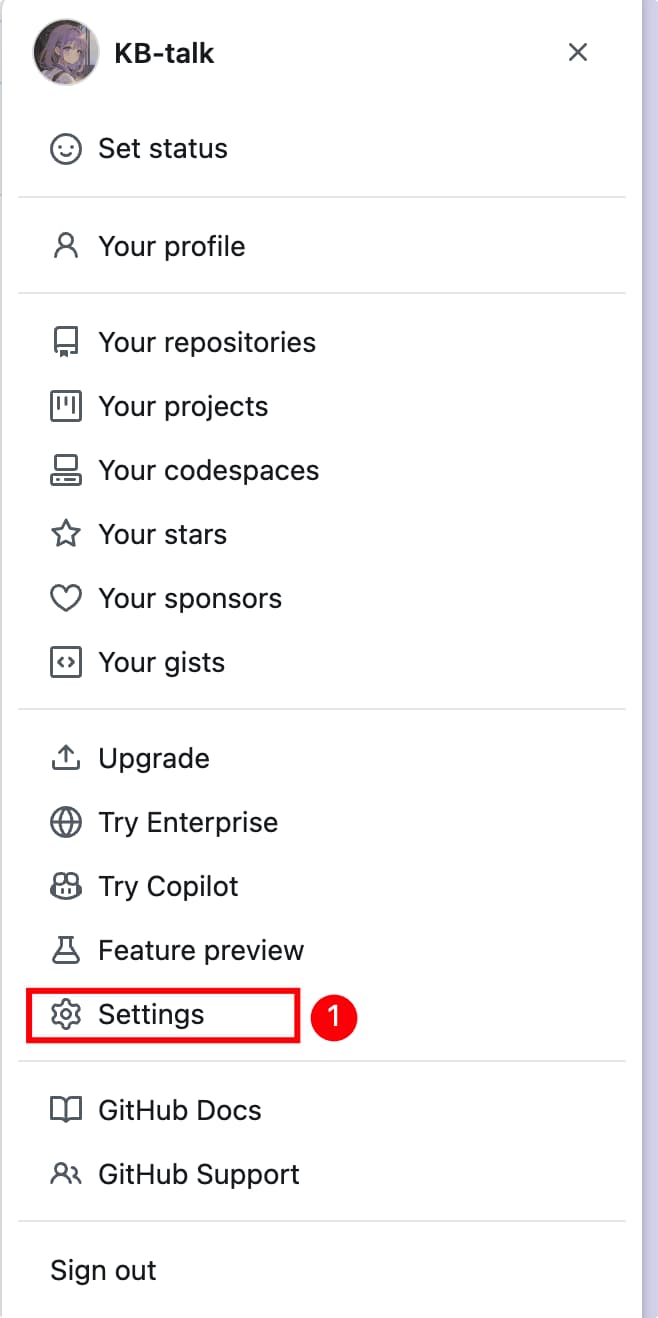 KB-talk
Set status
Your profile
Your repositories
Your projects
Your codespaces
Your stars
Your sponsors
Your gists
Upgrade
Try Enterprise
Try Copilot
Feature preview
Settings 1
GitHub Docs
GitHub Support
Sign out